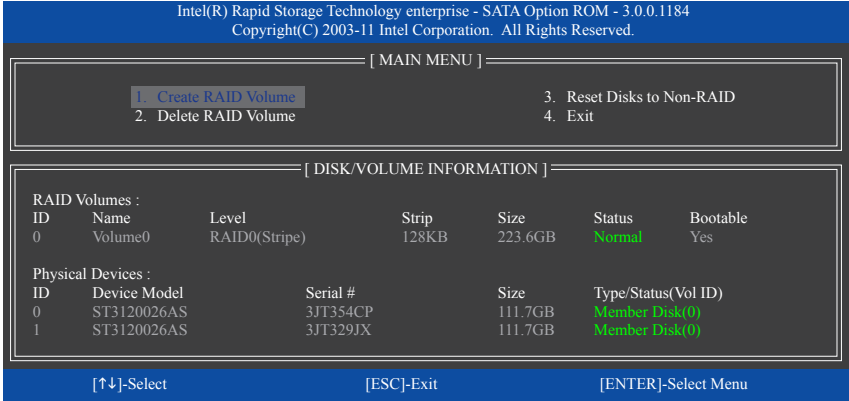 Intel(R) Rapid Storage Technology enterprise - SATA Option ROM - 3.0.0.1184
Copyright(C) 2003-11 Intel Corporation. All Rights Reserved.
[ MAIN MENU ]
1. Create RAID Volume 3. Reset Disks to Non-RAID
2. Delete RAID Volume 4. Exit
[ DISK/VOLUME INFORMATION ]
RAID Volumes :
ID Name Level Strip Size Status Bootable
0 Volume0 RAID0(Stripe) 128KB 223.6GB Normal Yes
Physical Devices :
ID Device Model Serial # Size Type/Status(Vol ID)
0 ST3120026AS 3JT354CP 111.7GB Member Disk(0)
1 ST3120026AS 3JT329JX 111.7GB Member Disk(0)
[↑↓]-Select [ESC]-Exit [ENTER]-Select Menu